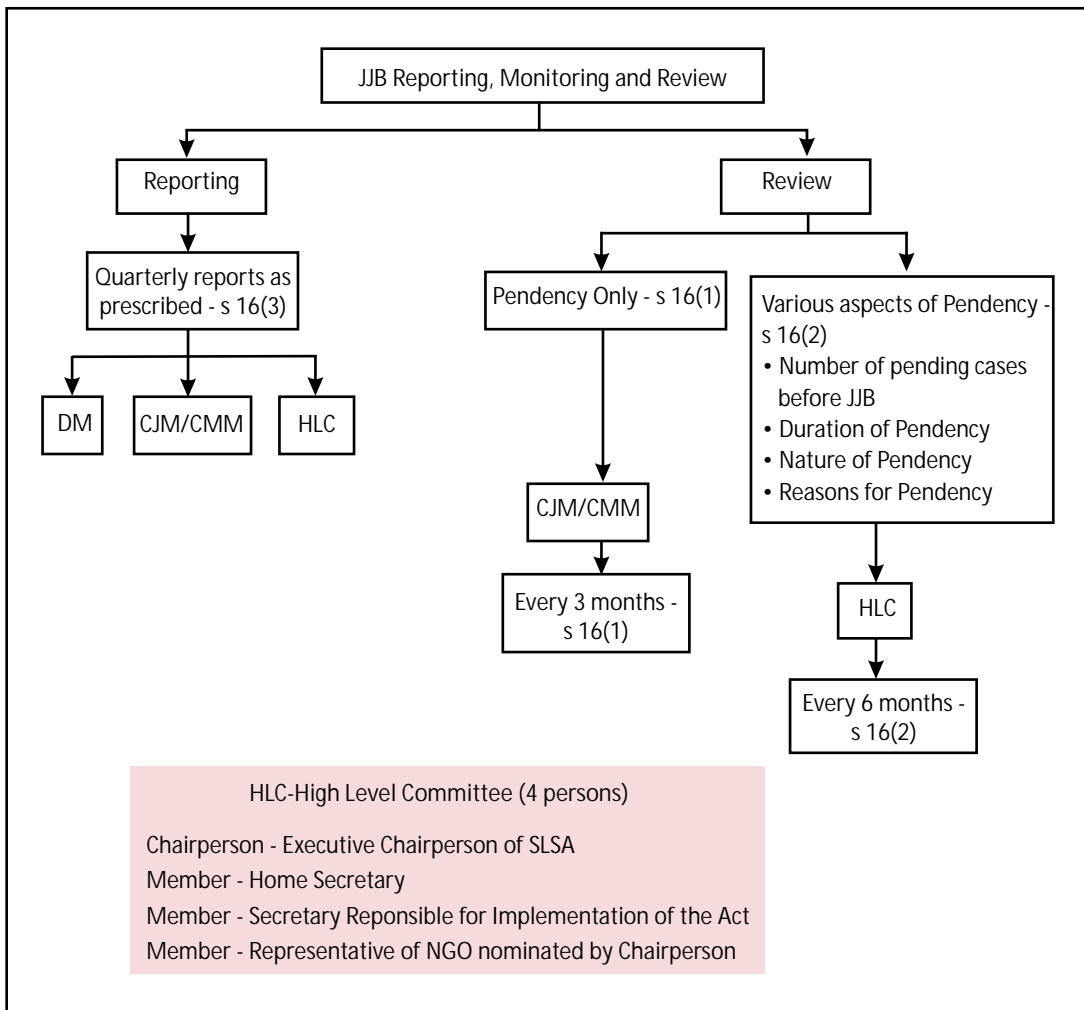 JJB Reporting, Monitoring and Review
Reporting
Review
Quarterly reports as
prescribed - s 16(3)
Pendency Only - s 16(1)
Various aspects of Pendency -
s 16(2)
• Number of pending cases
before JJB
• Duration of Pendency
• Nature of Pendency
• Reasons for Pendency
DM
CJM/CMM
HLC
CJM/CMM
Every 3 months -
s 16(1)
HLC
Every 6 months -
s 16(2)
HLC-High Level Committee (4 persons)
Chairperson - Executive Chairperson of SLSA
Member - Home Secretary
Member - Secretary Reponsible for Implementation of the Act
Member - Representative of NGO nominated by Chairperson